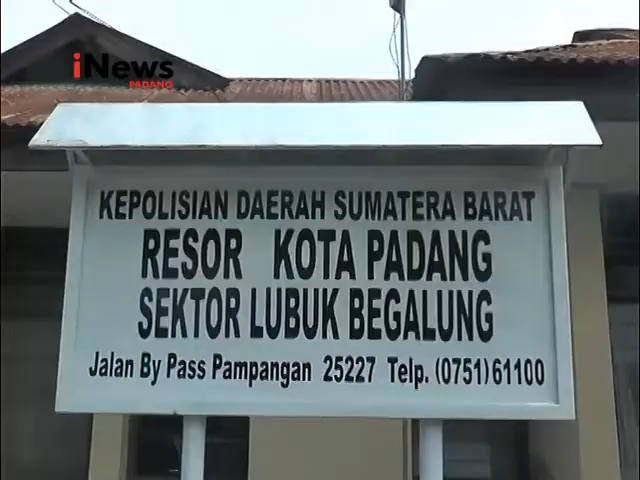 iNews
PADANG
KEPOLISIAN DAERAH SUMATERA BARAT
RESOR KOTA PADANG
SEKTOR LUBUK BEGALUNG
Jalan By Pass Pampangan 25227 Telp. (0751)61100